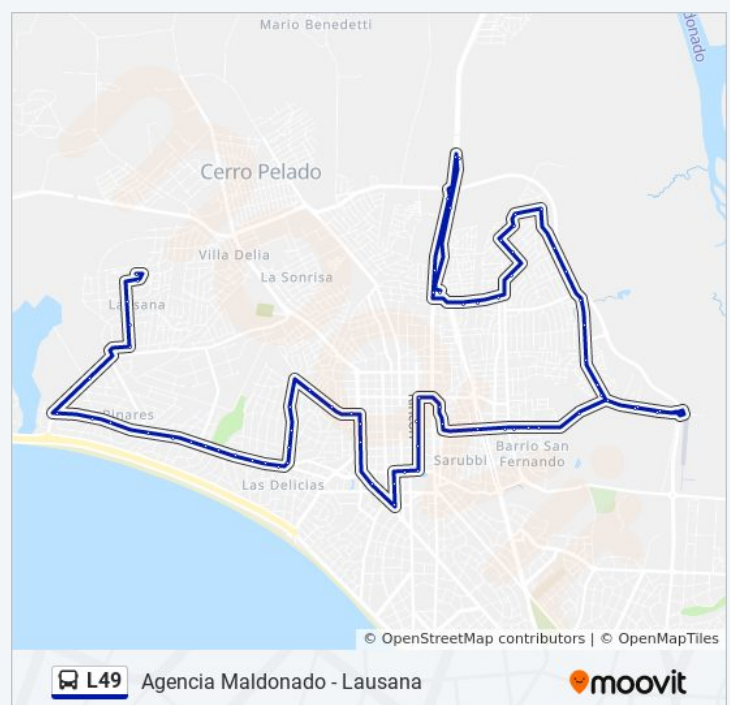 Mario Benedetti
donado
Cerro Pelado
Villa Delia
La Sonrisa
Lausana
Pinares
Sarubbi
Barrio San
Fernando
Las Delicias
© OpenStreetMap contributors | © OpenMapTiles
L49 Agencia Maldonado - Lausana
moovit